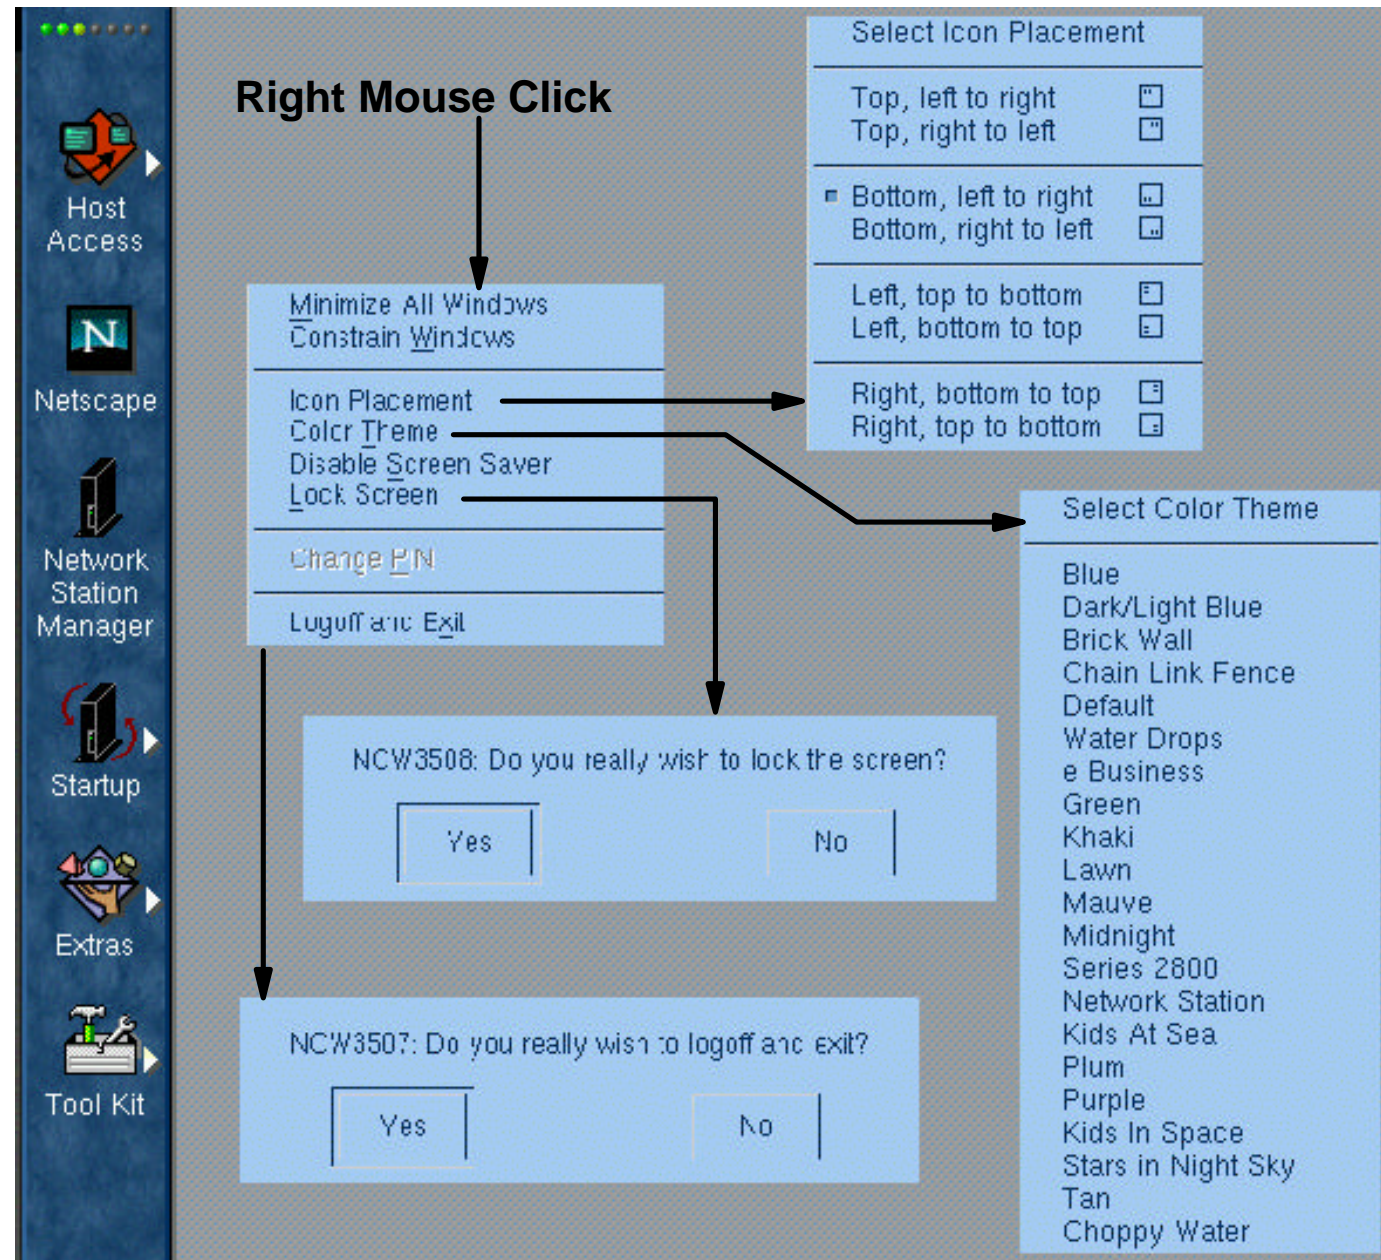 Right Mouse Click
Host
Access
Netscape
Network
Station
Manager
Startup
Extras
Tool Kit
Minimize All Windows
Constrain Windows
Icon Placement
Color Theme
Disable Screen Saver
Lock Screen
Change PIN
Logoff and Exit
Select Icon Placement
Top, left to right
Top, right to left
Bottom, left to right
Bottom, right to left
Left, top to bottom
Left, bottom to top
Right, bottom to top
Right, top to bottom
Select Color Theme
Blue
Dark/Light Blue
Brick Wall
Chain Link Fence
Default
Water Drops
e Business
Green
Khaki
Lawn
Mauve
Midnight
Series 2800
Network Station
Kids At Sea
Plum
Purple
Kids In Space
Stars in Night Sky
Tan
Choppy Water
NCW3508: Do you really wish to lock the screen?
Yes
No
NCW3507: Do you really wish to logoff and exit?
Yes
No